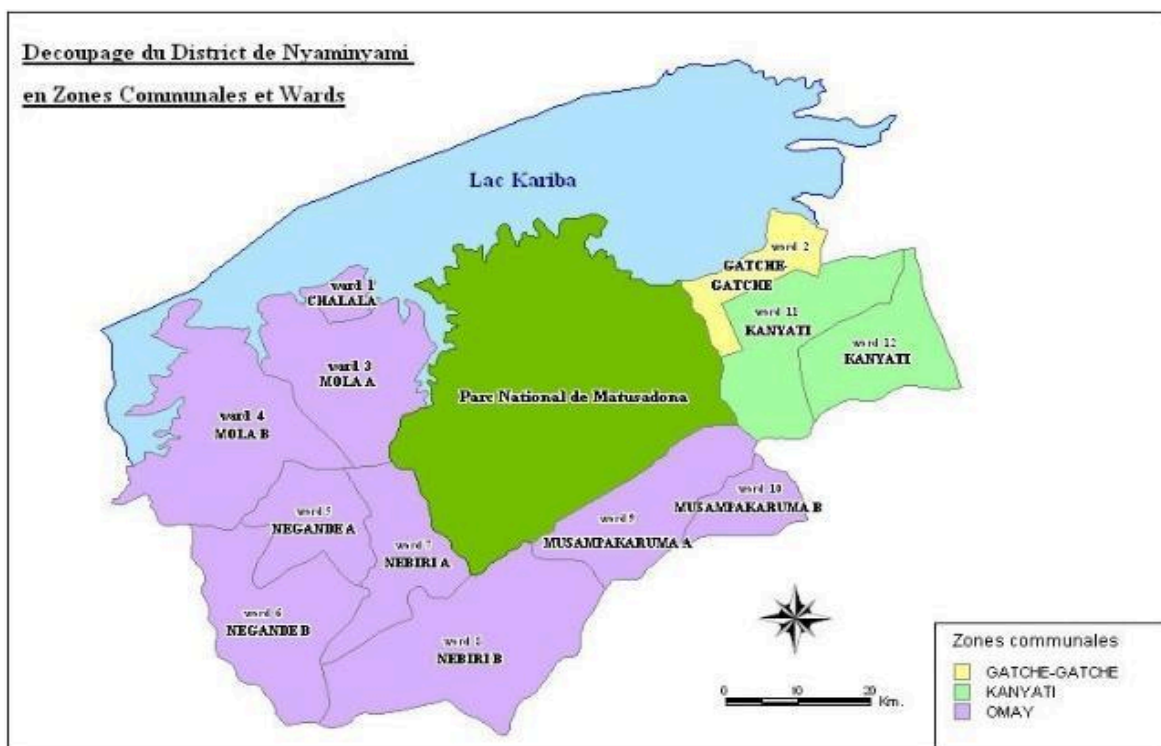 Decoupage du District de Nyaminyami
en Zones Communales et Wards
Lac Kariba
ward 2
GATCHE-
GATCHE
ward 1
CHALALA
ward 11
KANYATI
ward 12
KANYATI
ward 3
MOLA A
Parc National de Matusadona
ward 4
MOLA B
ward 10
MUSAMPAKARUMA B
ward 5
NEGANDE A
ward 9
MUSAMPAKARUMA A
ward 7
NEBIRI A
ward 6
NEGANDE B
ward 8
NEBIRI B
Zones communales
GATCHE-GATCHE
KANYATI
OMAY
0 10 20
Km.